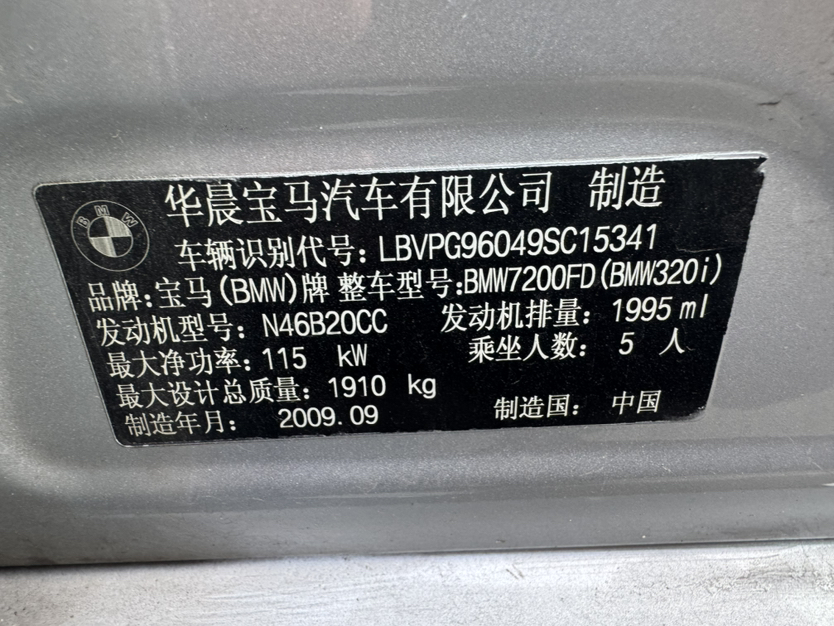 BMW
华晨宝马汽车有限公司 制造
车辆识别代号: LBVPG96049SC15341
品牌: 宝马(BMW)牌 整车型号:BMW7200FD(BMW320i)
发动机型号: N46B20CC 发动机排量: 1995 ml
最大净功率: 115 kW 乘坐人数: 5 人
最大设计总质量: 1910 kg
制造年月: 2009.09 制造国: 中国